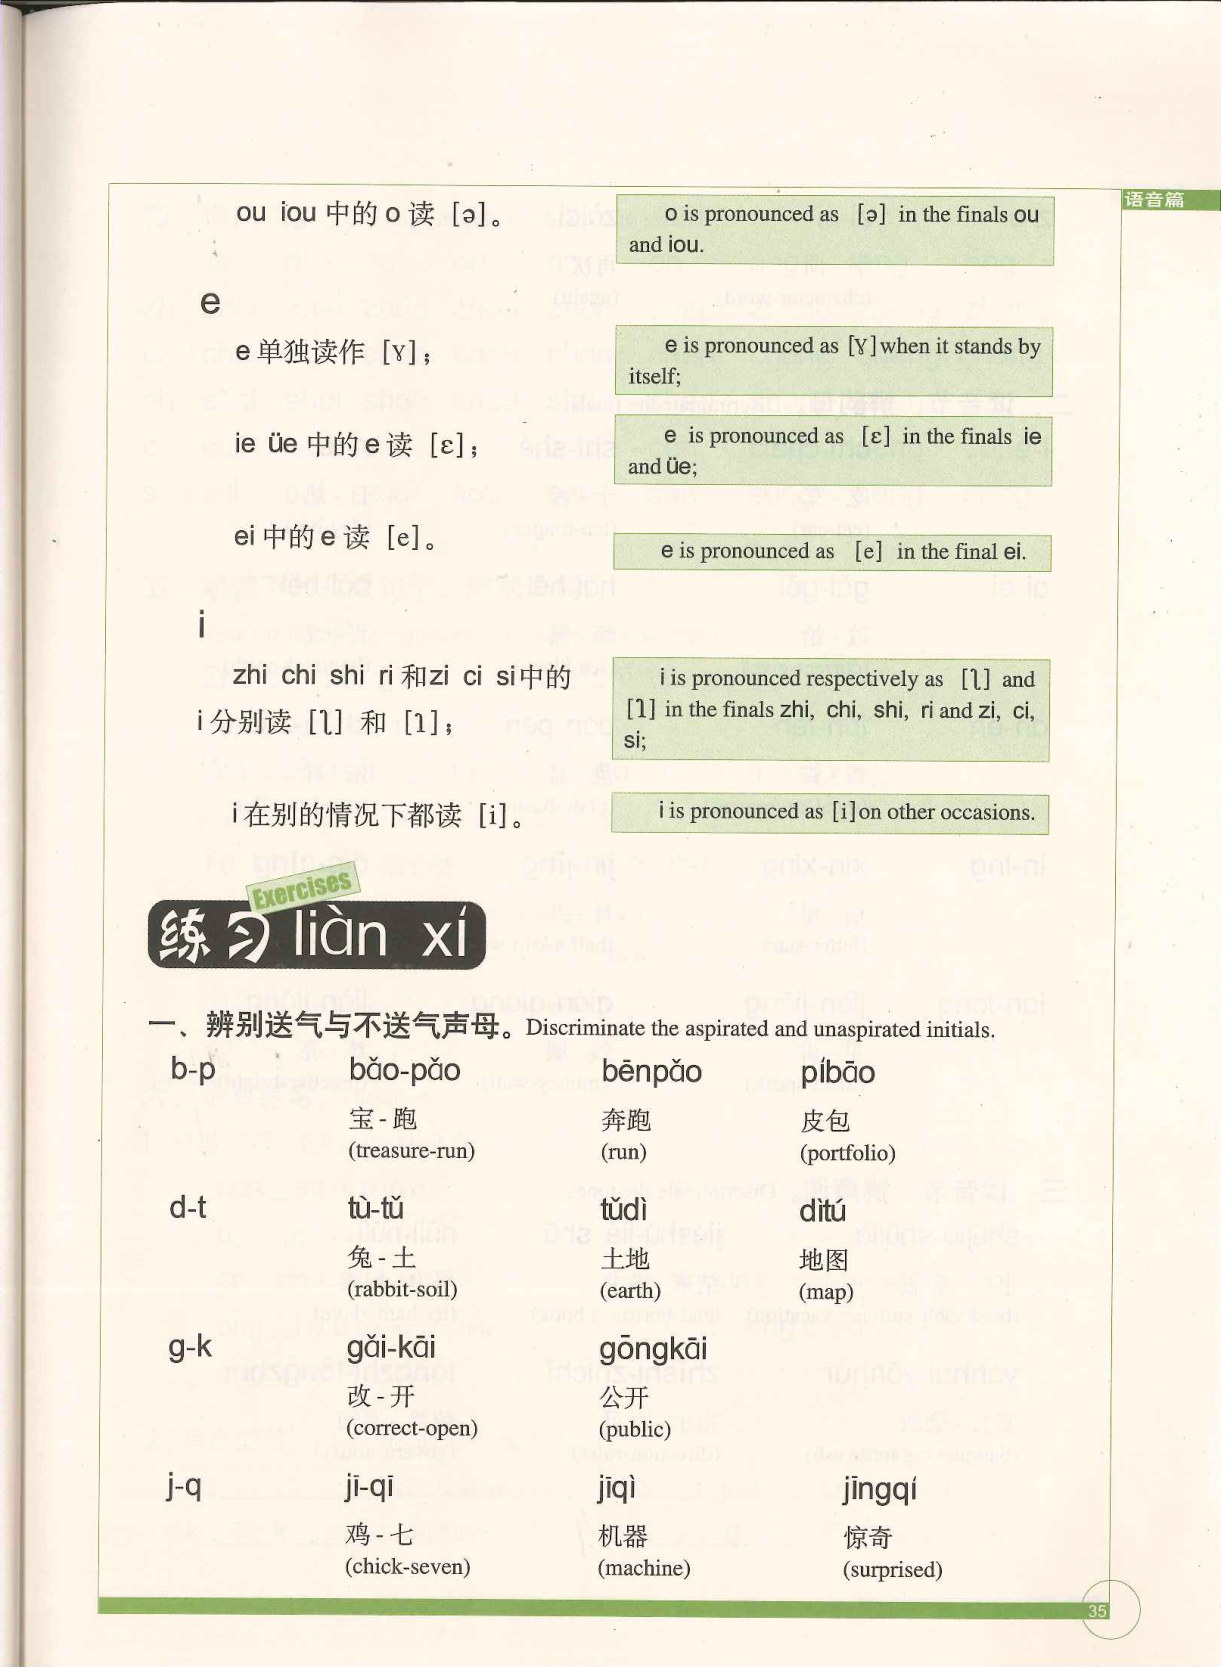 语音篇
ou iou 中的 o 读 [ə]。
o is pronounced as [ə] in the finals ou
and iou.
e
e 单独读作 [ɤ]；
e is pronounced as [ɤ] when it stands by
itself;
ie üe 中的 e 读 [ɛ]；
e is pronounced as [ɛ] in the finals ie
and üe;
ei 中的 e 读 [e]。
e is pronounced as [e] in the final ei.
i
zhi chi shi ri 和 zi ci si 中的
i 分别读 [ʅ] 和 [ɿ]；
i is pronounced respectively as [ʅ] and
[ɿ] in the finals zhi, chi, shi, ri and zi, ci,
si;
i 在别的情况下都读 [i]。
i is pronounced as [i] on other occasions.
Exercises
练习 liàn xí
一、辨别送气与不送气声母。Discriminate the aspirated and unaspirated initials.
b-p bǎo-pǎo bēnpǎo píbāo
宝 - 跑 奔跑 皮包
(treasure-run) (run) (portfolio)
d-t tù-tǔ tǔdì dìtú
兔 - 土 土地 地图
(rabbit-soil) (earth) (map)
g-k gǎi-kāi gōngkāi
改 - 开 公开
(correct-open) (public)
j-q jī-qī jīqì jīngqí
鸡 - 七 机器 惊奇
(chick-seven) (machine) (surprised)
35